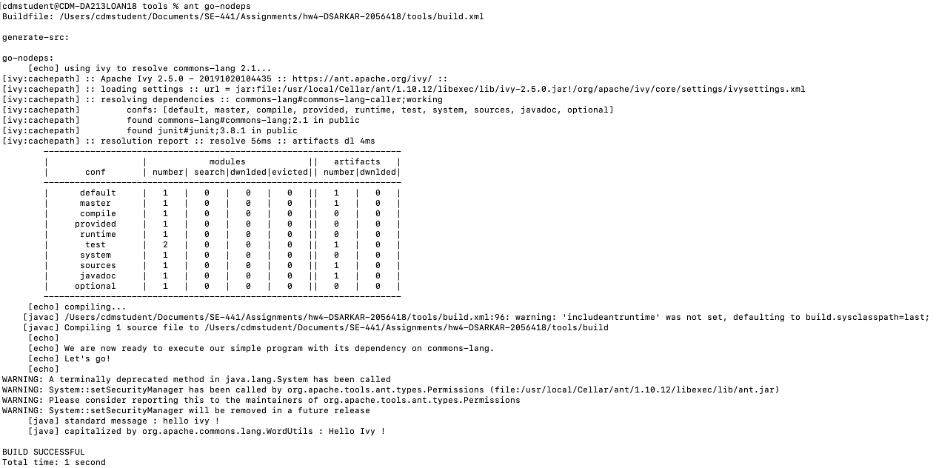 cdmstudent@CDM-DA213LOAN18 tools % ant go-nodeps
Buildfile: /Users/cdmstudent/Documents/SE-441/Assignments/hw4-DSARKAR-2056418/tools/build.xml

generate-src:

go-nodeps:
     [echo] using ivy to resolve commons-lang 2.1...
[ivy:cachepath] :: Apache Ivy 2.5.0 - 20191020104435 :: https://ant.apache.org/ivy/ ::
[ivy:cachepath] :: loading settings :: url = jar:file:/usr/local/Cellar/ant/1.10.12/libexec/lib/ivy-2.5.0.jar!/org/apache/ivy/core/settings/ivysettings.xml
[ivy:cachepath] :: resolving dependencies :: commons-lang#commons-lang-caller;working
[ivy:cachepath]         confs: [default, master, compile, provided, runtime, test, system, sources, javadoc, optional]
[ivy:cachepath]         found commons-lang#commons-lang;2.1 in public
[ivy:cachepath]         found junit#junit;3.8.1 in public
[ivy:cachepath] :: resolution report :: resolve 56ms :: artifacts dl 4ms
        ---------------------------------------------------------------------
        |                  |            modules            ||   artifacts   |
        |       conf       | number| search|dwnlded|evicted|| number|dwnlded|
        ---------------------------------------------------------------------
        |      default     |   1   |   0   |   0   |   0   ||   1   |   0   |
        |      master      |   1   |   0   |   0   |   0   ||   1   |   0   |
        |      compile     |   1   |   0   |   0   |   0   ||   0   |   0   |
        |     provided     |   1   |   0   |   0   |   0   ||   0   |   0   |
        |      runtime     |   1   |   0   |   0   |   0   ||   0   |   0   |
        |       test       |   2   |   0   |   0   |   0   ||   1   |   0   |
        |      system      |   1   |   0   |   0   |   0   ||   0   |   0   |
        |      sources     |   1   |   0   |   0   |   0   ||   1   |   0   |
        |      javadoc     |   1   |   0   |   0   |   0   ||   1   |   0   |
        |     optional     |   1   |   0   |   0   |   0   ||   0   |   0   |
        ---------------------------------------------------------------------
     [echo] compiling...
    [javac] /Users/cdmstudent/Documents/SE-441/Assignments/hw4-DSARKAR-2056418/tools/build.xml:96: warning: 'includeantruntime' was not set, defaulting to build.sysclasspath=last;
    [javac] Compiling 1 source file to /Users/cdmstudent/Documents/SE-441/Assignments/hw4-DSARKAR-2056418/tools/build
     [echo]
     [echo] We are now ready to execute our simple program with its dependency on commons-lang.
     [echo] Let's go!
     [echo]
WARNING: A terminally deprecated method in java.lang.System has been called
WARNING: System::setSecurityManager has been called by org.apache.tools.ant.types.Permissions (file:/usr/local/Cellar/ant/1.10.12/libexec/lib/ant.jar)
WARNING: Please consider reporting this to the maintainers of org.apache.tools.ant.types.Permissions
WARNING: System::setSecurityManager will be removed in a future release
     [java] standard message : hello ivy !
     [java] capitalized by org.apache.commons.lang.WordUtils : Hello Ivy !

BUILD SUCCESSFUL
Total time: 1 second